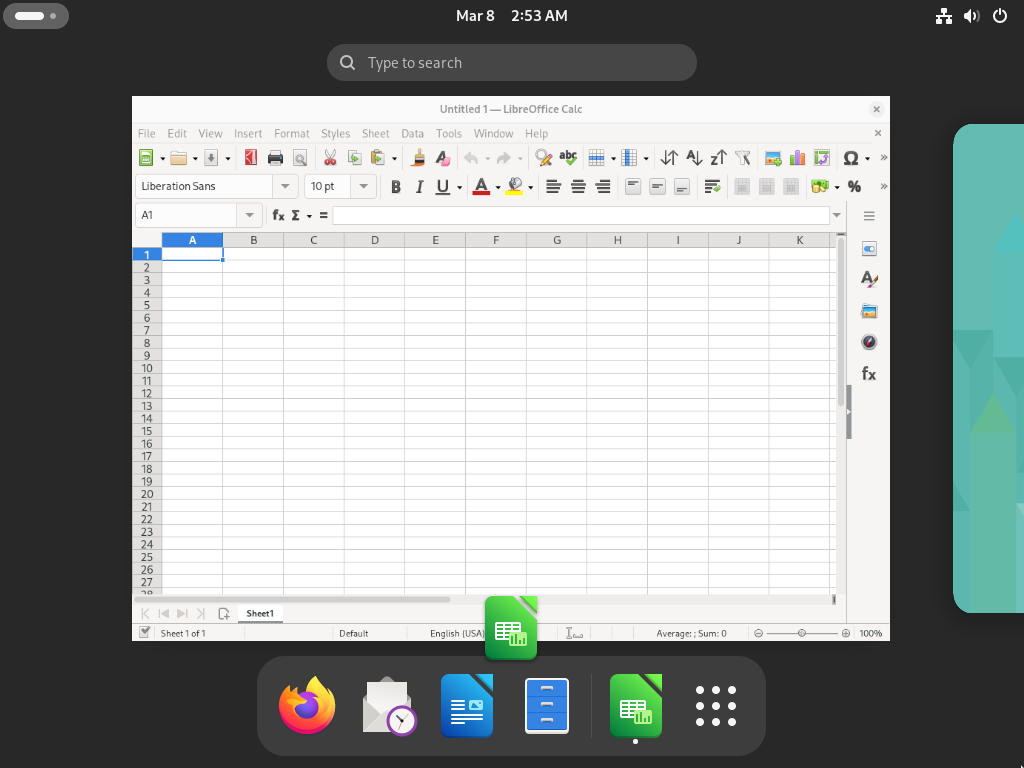 Mar 8 2:53 AM
Type to search
Untitled 1 — LibreOffice Calc
File Edit View Insert Format Styles Sheet Data Tools Window Help
Liberation Sans 10 pt B I U A %
A1 fx Σ =
A B C D E F G H I J K
1
2
3
4
5
6
7
8
9
10
11
12
13
14
15
16
17
18
19
20
21
22
23
24
25
26
27
28
fx
Sheet1
Sheet 1 of 1 Default English (USA) Average: ; Sum: 0 100%